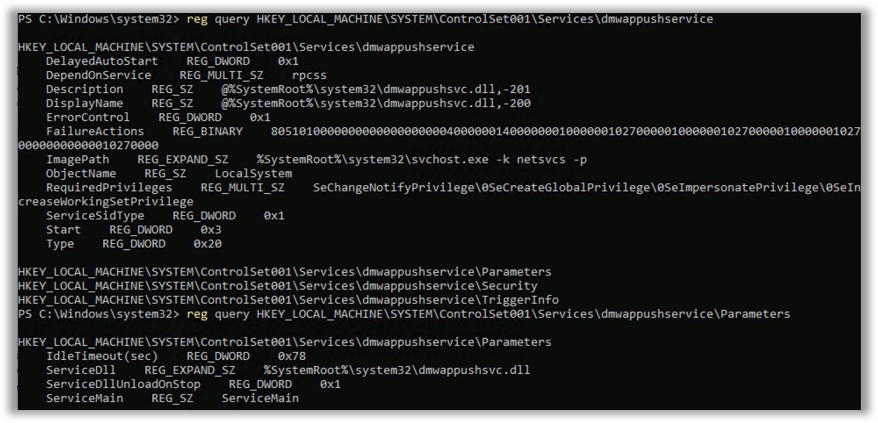 PS C:\Windows\system32> reg query HKEY_LOCAL_MACHINE\SYSTEM\ControlSet001\Services\dmwappushservice
HKEY_LOCAL_MACHINE\SYSTEM\ControlSet001\Services\dmwappushservice
DelayedAutoStart REG_DWORD 0x1
DependOnService REG_MULTI_SZ rpcss
Description REG_SZ @%SystemRoot%\system32\dmwappushsvc.dll,-201
DisplayName REG_SZ @%SystemRoot%\system32\dmwappushsvc.dll,-200
ErrorControl REG_DWORD 0x1
FailureActions REG_BINARY 805101000000000000000000040000001400000001000000102700000100000010270000010000001027
00000000000010270000
ImagePath REG_EXPAND_SZ %SystemRoot%\system32\svchost.exe -k netsvcs -p
ObjectName REG_SZ LocalSystem
RequiredPrivileges REG_MULTI_SZ SeChangeNotifyPrivilege\0SeCreateGlobalPrivilege\0SeImpersonatePrivilege\0SeIn
creaseWorkingSetPrivilege
ServiceSidType REG_DWORD 0x1
Start REG_DWORD 0x3
Type REG_DWORD 0x20
HKEY_LOCAL_MACHINE\SYSTEM\ControlSet001\Services\dmwappushservice\Parameters
HKEY_LOCAL_MACHINE\SYSTEM\ControlSet001\Services\dmwappushservice\Security
HKEY_LOCAL_MACHINE\SYSTEM\ControlSet001\Services\dmwappushservice\TriggerInfo
PS C:\Windows\system32> reg query HKEY_LOCAL_MACHINE\SYSTEM\ControlSet001\Services\dmwappushservice\Parameters
HKEY_LOCAL_MACHINE\SYSTEM\ControlSet001\Services\dmwappushservice\Parameters
IdleTimeout(sec) REG_DWORD 0x78
ServiceDll REG_EXPAND_SZ %SystemRoot%\system32\dmwappushsvc.dll
ServiceDllUnloadOnStop REG_DWORD 0x1
ServiceMain REG_SZ ServiceMain